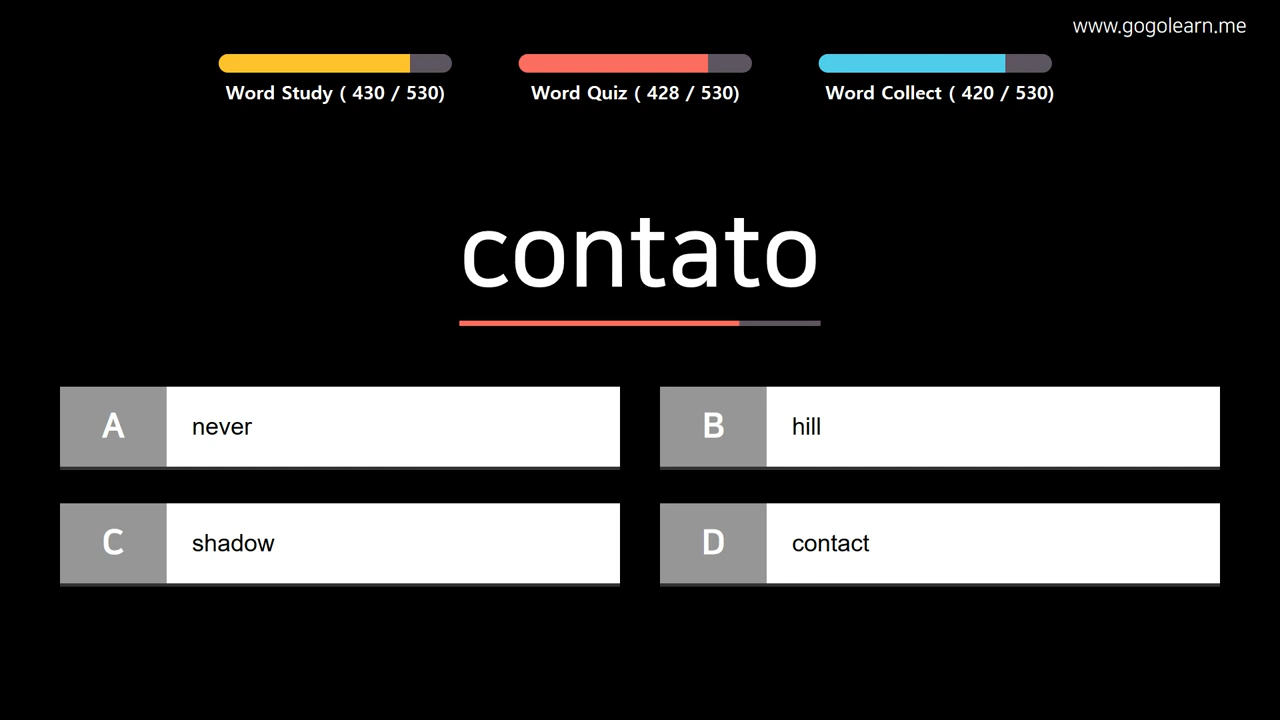 www.gogolearn.me
Word Study ( 430 / 530)
Word Quiz ( 428 / 530)
Word Collect ( 420 / 530)
contato
A never
B hill
C shadow
D contact